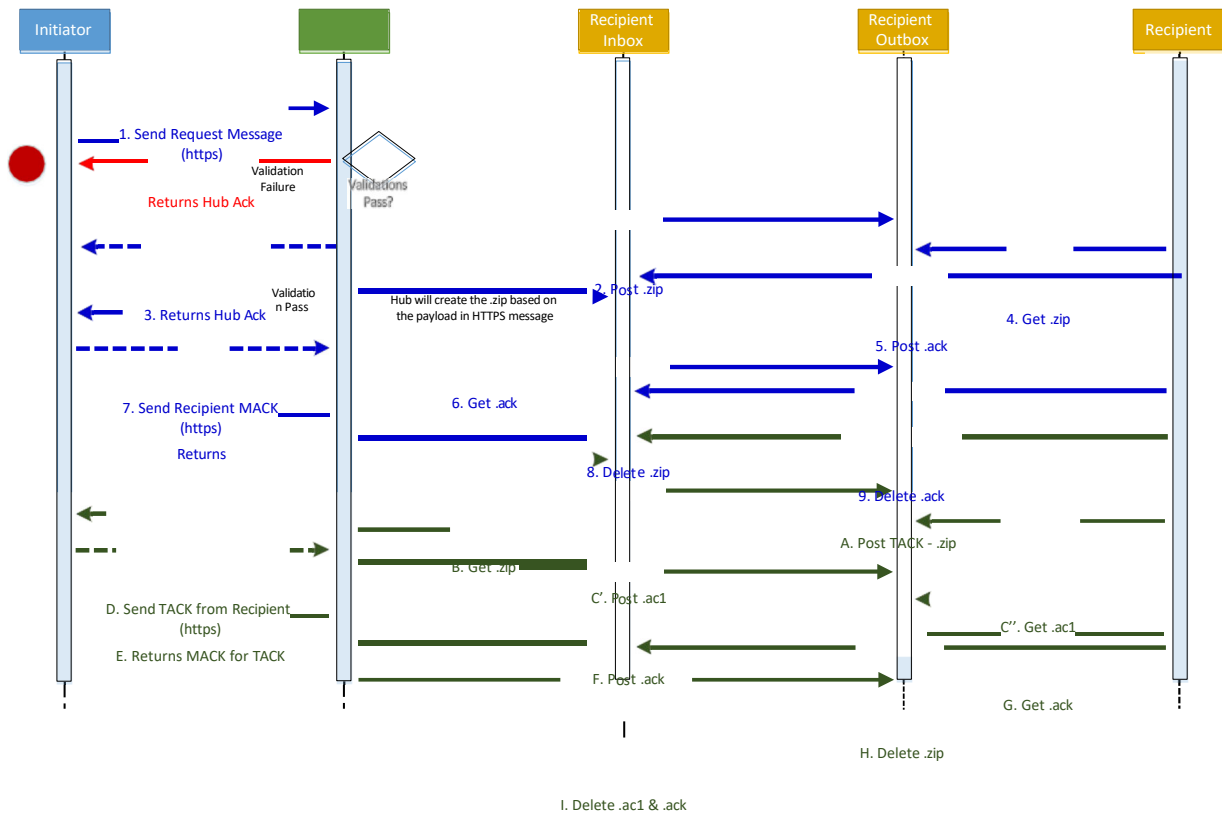 Initiator
Recipient
Inbox
Recipient
Outbox
Recipient
1. Send Request Message
(https)
Validation
Failure
Validations
Pass?
Returns Hub Ack
2. Post .zip
Validatio
n Pass
Hub will create the .zip based on
the payload in HTTPS message
3. Returns Hub Ack
4. Get .zip
5. Post .ack
6. Get .ack
7. Send Recipient MACK
(https)
Returns
8. Delete .zip
9. Delete .ack
A. Post TACK - .zip
B. Get .zip
C’. Post .ac1
D. Send TACK from Recipient
(https)
C’’. Get .ac1
E. Returns MACK for TACK
F. Post .ack
G. Get .ack
H. Delete .zip
I. Delete .ac1 & .ack